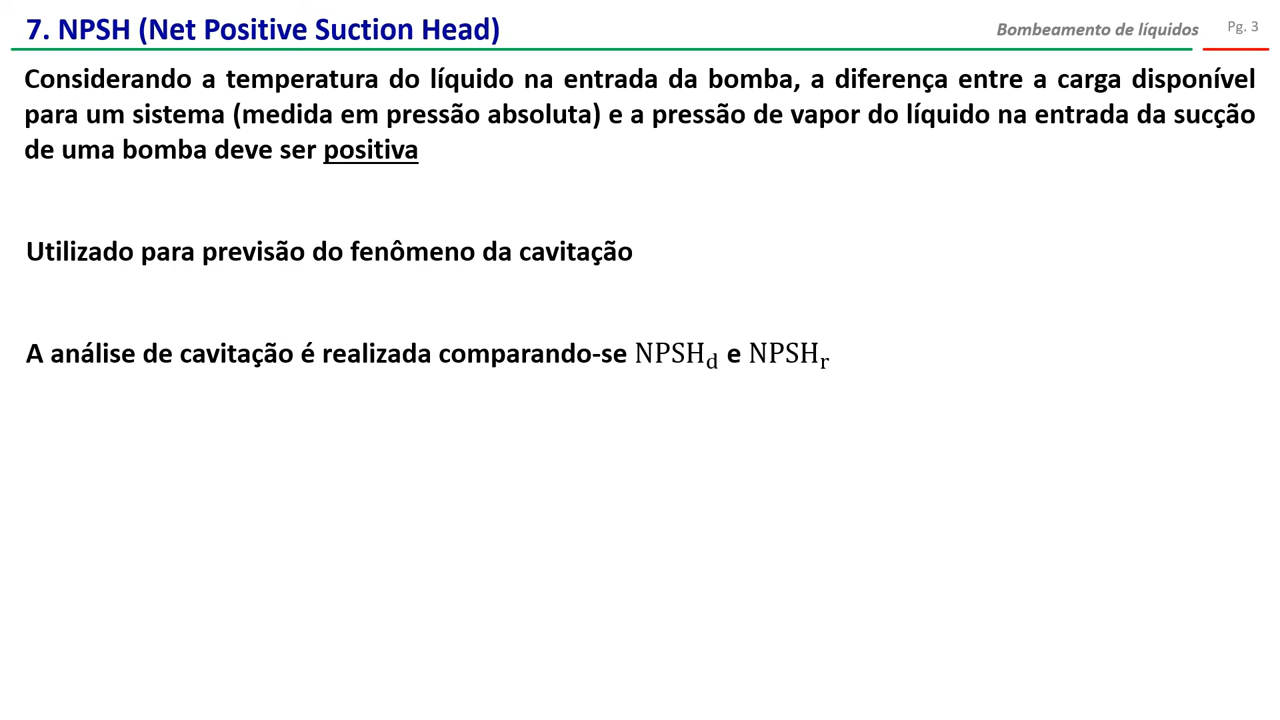 7. NPSH (Net Positive Suction Head)
Bombeamento de líquidos
Pg. 3
Considerando a temperatura do líquido na entrada da bomba, a diferença entre a carga disponível
para um sistema (medida em pressão absoluta) e a pressão de vapor do líquido na entrada da sucção
de uma bomba deve ser positiva
Utilizado para previsão do fenômeno da cavitação
A análise de cavitação é realizada comparando-se NPSHd e NPSHr